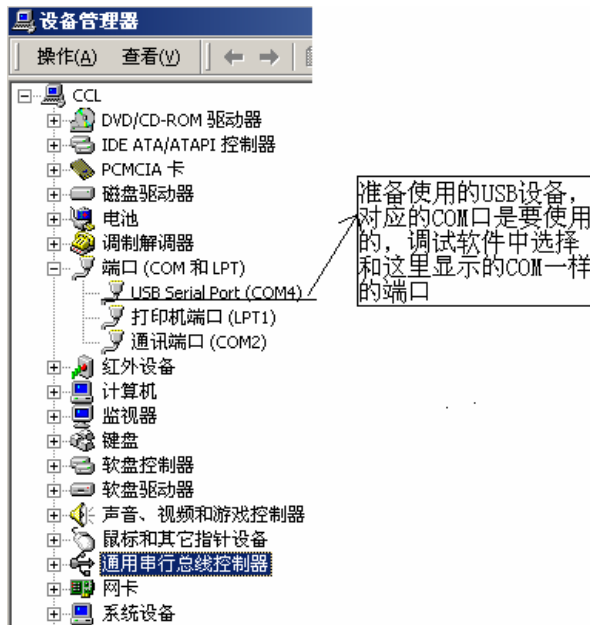 设备管理器
操作(A) 查看(V)
CCL
DVD/CD-ROM 驱动器
IDE ATA/ATAPI 控制器
PCMCIA 卡
磁盘驱动器
电池
调制解调器
端口 (COM 和 LPT)
USB Serial Port (COM4)
打印机端口 (LPT1)
通讯端口 (COM2)
红外设备
计算机
监视器
键盘
软盘控制器
软盘驱动器
声音、视频和游戏控制器
鼠标和其它指针设备
通用串行总线控制器
网卡
系统设备
准备使用的USB设备,
对应的COM口是要使用
的, 调试软件中选择
和这里显示的COM一样
的端口